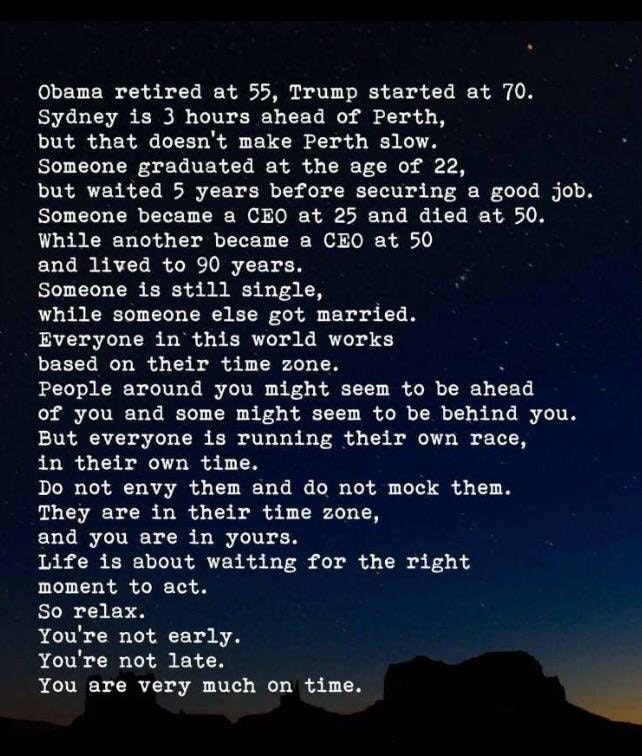 Obama retired at 55, Trump started at 70.
Sydney is 3 hours ahead of Perth,
but that doesn't make Perth slow.
Someone graduated at the age of 22,
but waited 5 years before securing a good job.
Someone became a CEO at 25 and died at 50.
While another became a CEO at 50
and lived to 90 years.
Someone is still single,
while someone else got married.
Everyone in this world works
based on their time zone.
People around you might seem to be ahead
of you and some might seem to be behind you.
But everyone is running their own race,
in their own time.
Do not envy them and do not mock them.
They are in their time zone,
and you are in yours.
Life is about waiting for the right
moment to act.
So relax.
You're not early.
You're not late.
You are very much on time.